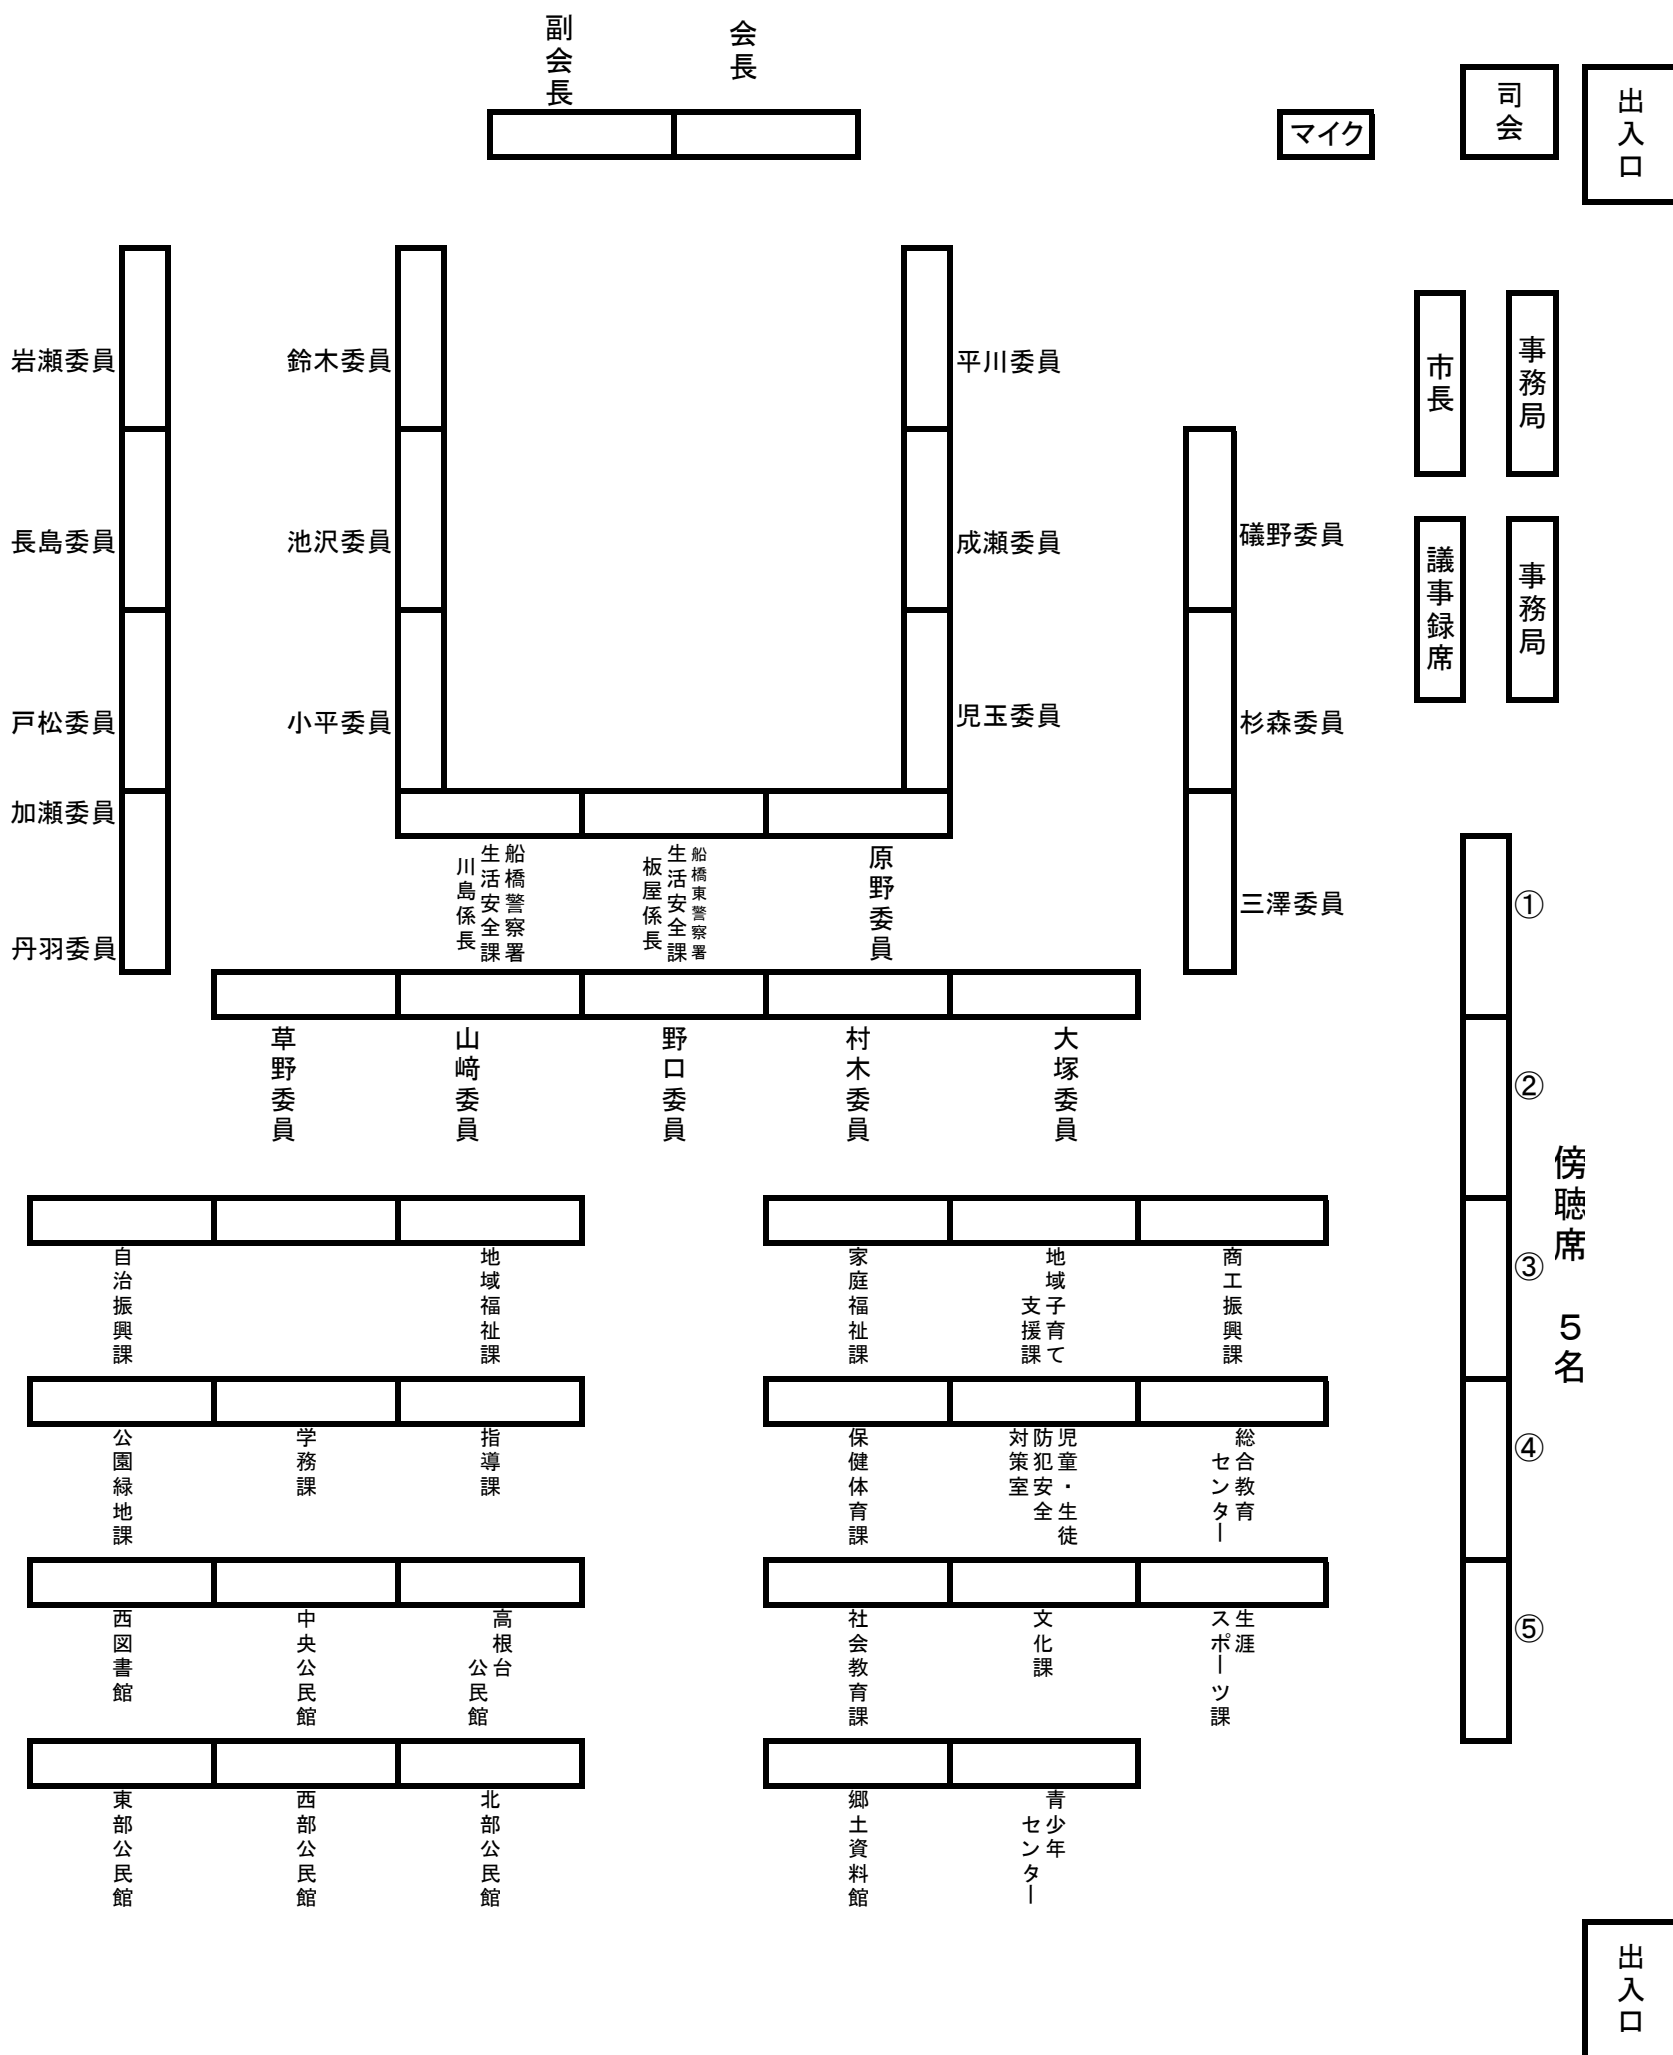 副会長
会長
マイク
司会
出入口
岩瀬委員
鈴木委員
平川委員
市長
事務局
長島委員
池沢委員
成瀬委員
礒野委員
議事録席
事務局
戸松委員
小平委員
児玉委員
杉森委員
加瀬委員
丹羽委員
船橋警察署
生活安全課
川島係長
船橋東警察署
生活安全課
板屋係長
原野委員
三澤委員
草野委員
山﨑委員
野口委員
村木委員
大塚委員
①
②
③
④
⑤
傍聴席　５名
自治振興課
地域福祉課
家庭福祉課
地域子育て
支援課
商工振興課
公園緑地課
学務課
指導課
保健体育課
児童・生徒
防犯安全
対策室
総合教育
センター
西図書館
中央公民館
高根台
公民館
社会教育課
文化課
生涯
スポーツ課
東部公民館
西部公民館
北部公民館
郷土資料館
青少年
センター
出入口